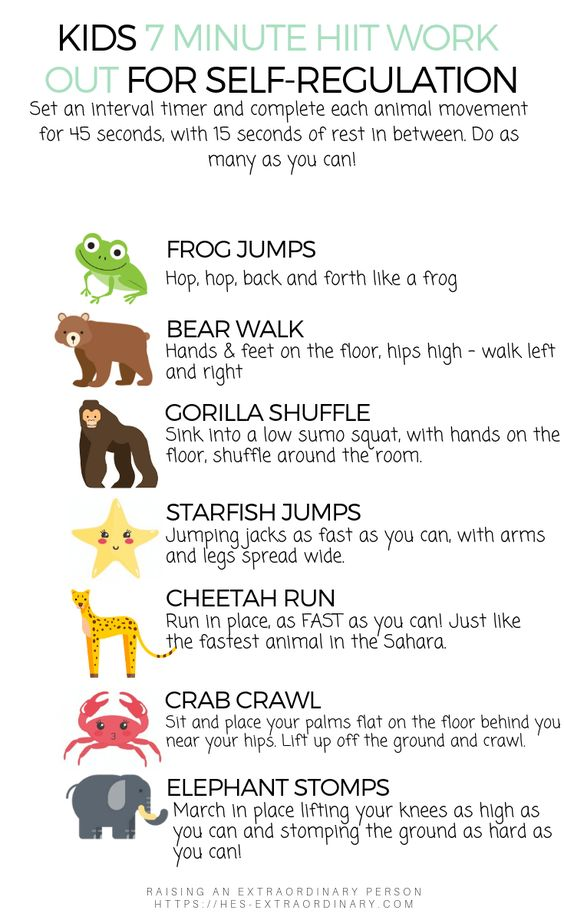 KIDS 7 MINUTE HIIT WORK
OUT FOR SELF-REGULATION
Set an interval timer and complete each animal movement
for 45 seconds, with 15 seconds of rest in between. Do as
many as you can!
FROG JUMPS
Hop, hop, back and forth like a frog
BEAR WALK
Hands & feet on the floor, hips high - walk left
and right
GORILLA SHUFFLE
Sink into a low sumo squat, with hands on the
floor, shuffle around the room.
STARFISH JUMPS
Jumping jacks as fast as you can, with arms
and legs spread wide.
CHEETAH RUN
Run in place, as FAST as you can! Just like
the fastest animal in the Sahara.
CRAB CRAWL
Sit and place your palms flat on the floor behind you
near your hips. Lift up off the ground and crawl.
ELEPHANT STOMPS
March in place lifting your knees as high as
you can and stomping the ground as hard as
you can!
RAISING AN EXTRAORDINARY PERSON
HTTPS://HES-EXTRAORDINARY.COM